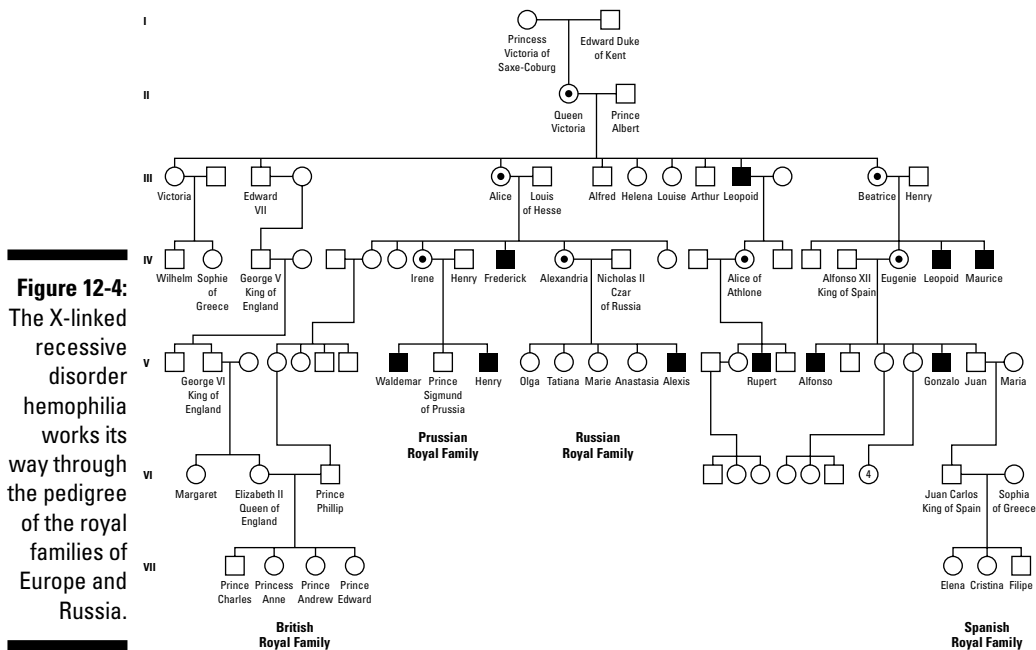 Figure 12-4:
The X-linked
recessive
disorder
hemophilia
works its
way through
the pedigree
of the royal
families of
Europe and
Russia.
I
Princess
Victoria of
Saxe-Coburg
Edward Duke
of Kent
II
Queen
Victoria
Prince
Albert
III
Victoria
Edward
VII
Alice
Louis
of Hesse
Alfred
Helena
Louise
Arthur
Leopoid
Beatrice
Henry
IV
Wilhelm
Sophie
of
Greece
George V
King of
England
Irene
Henry
Frederick
Alexandria
Nicholas II
Czar
of Russia
Alice of
Athlone
Alfonso XII
King of Spain
Eugenie
Leopoid
Maurice
V
George VI
King of
England
Waldemar
Prince
Sigmund
of Prussia
Henry
Olga
Tatiana
Marie
Anastasia
Alexis
Rupert
Alfonso
Gonzalo
Juan
Maria
Prussian
Royal Family
Russian
Royal Family
VI
Margaret
Elizabeth II
Queen of
England
Prince
Phillip
4
Juan Carlos
King of Spain
Sophia
of Greece
VII
Prince
Charles
Princess
Anne
Prince
Andrew
Prince
Edward
Elena
Cristina
Filipe
British
Royal Family
Spanish
Royal Family